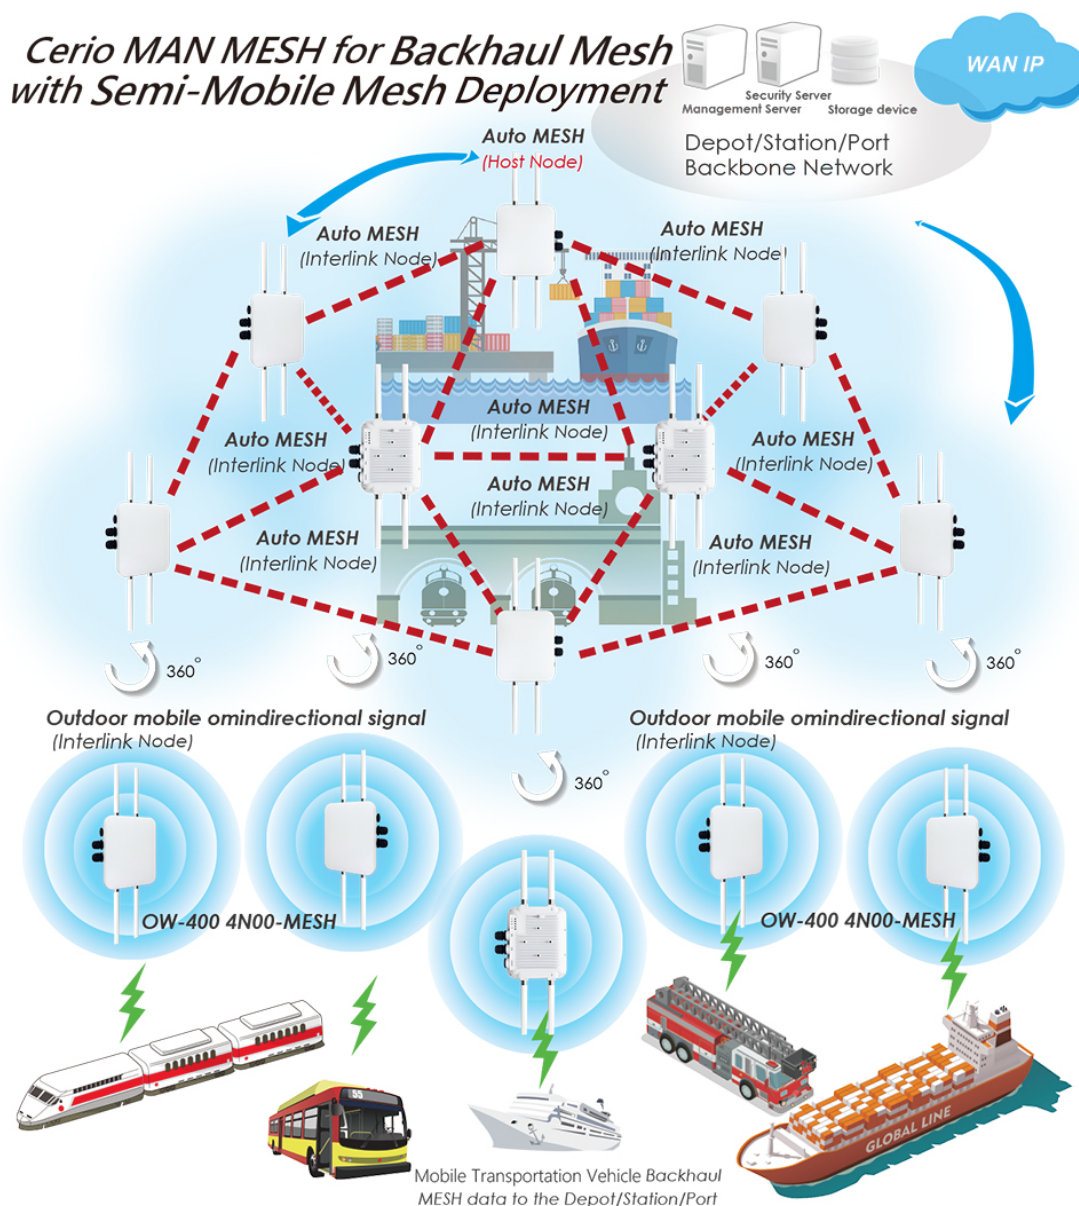 Cerio MAN MESH for Backhaul Mesh
with Semi-Mobile Mesh Deployment
WAN IP
Security Server
Management Server
Storage device
Depot/Station/Port
Backbone Network
Auto MESH
(Host Node)
Auto MESH
(Interlink Node)
Auto MESH
(Interlink Node)
Auto MESH
(Interlink Node)
Auto MESH
(Interlink Node)
Auto MESH
(Interlink Node)
Auto MESH
(Interlink Node)
Auto MESH
(Interlink Node)
Auto MESH
(Interlink Node)
360°
360°
360°
360°
Outdoor mobile omindirectional signal
(Interlink Node)
Outdoor mobile omindirectional signal
(Interlink Node)
360°
OW-400 4N00-MESH
OW-400 4N00-MESH
55
GLOBAL LINE
Mobile Transportation Vehicle Backhaul
MESH data to the Depot/Station/Port